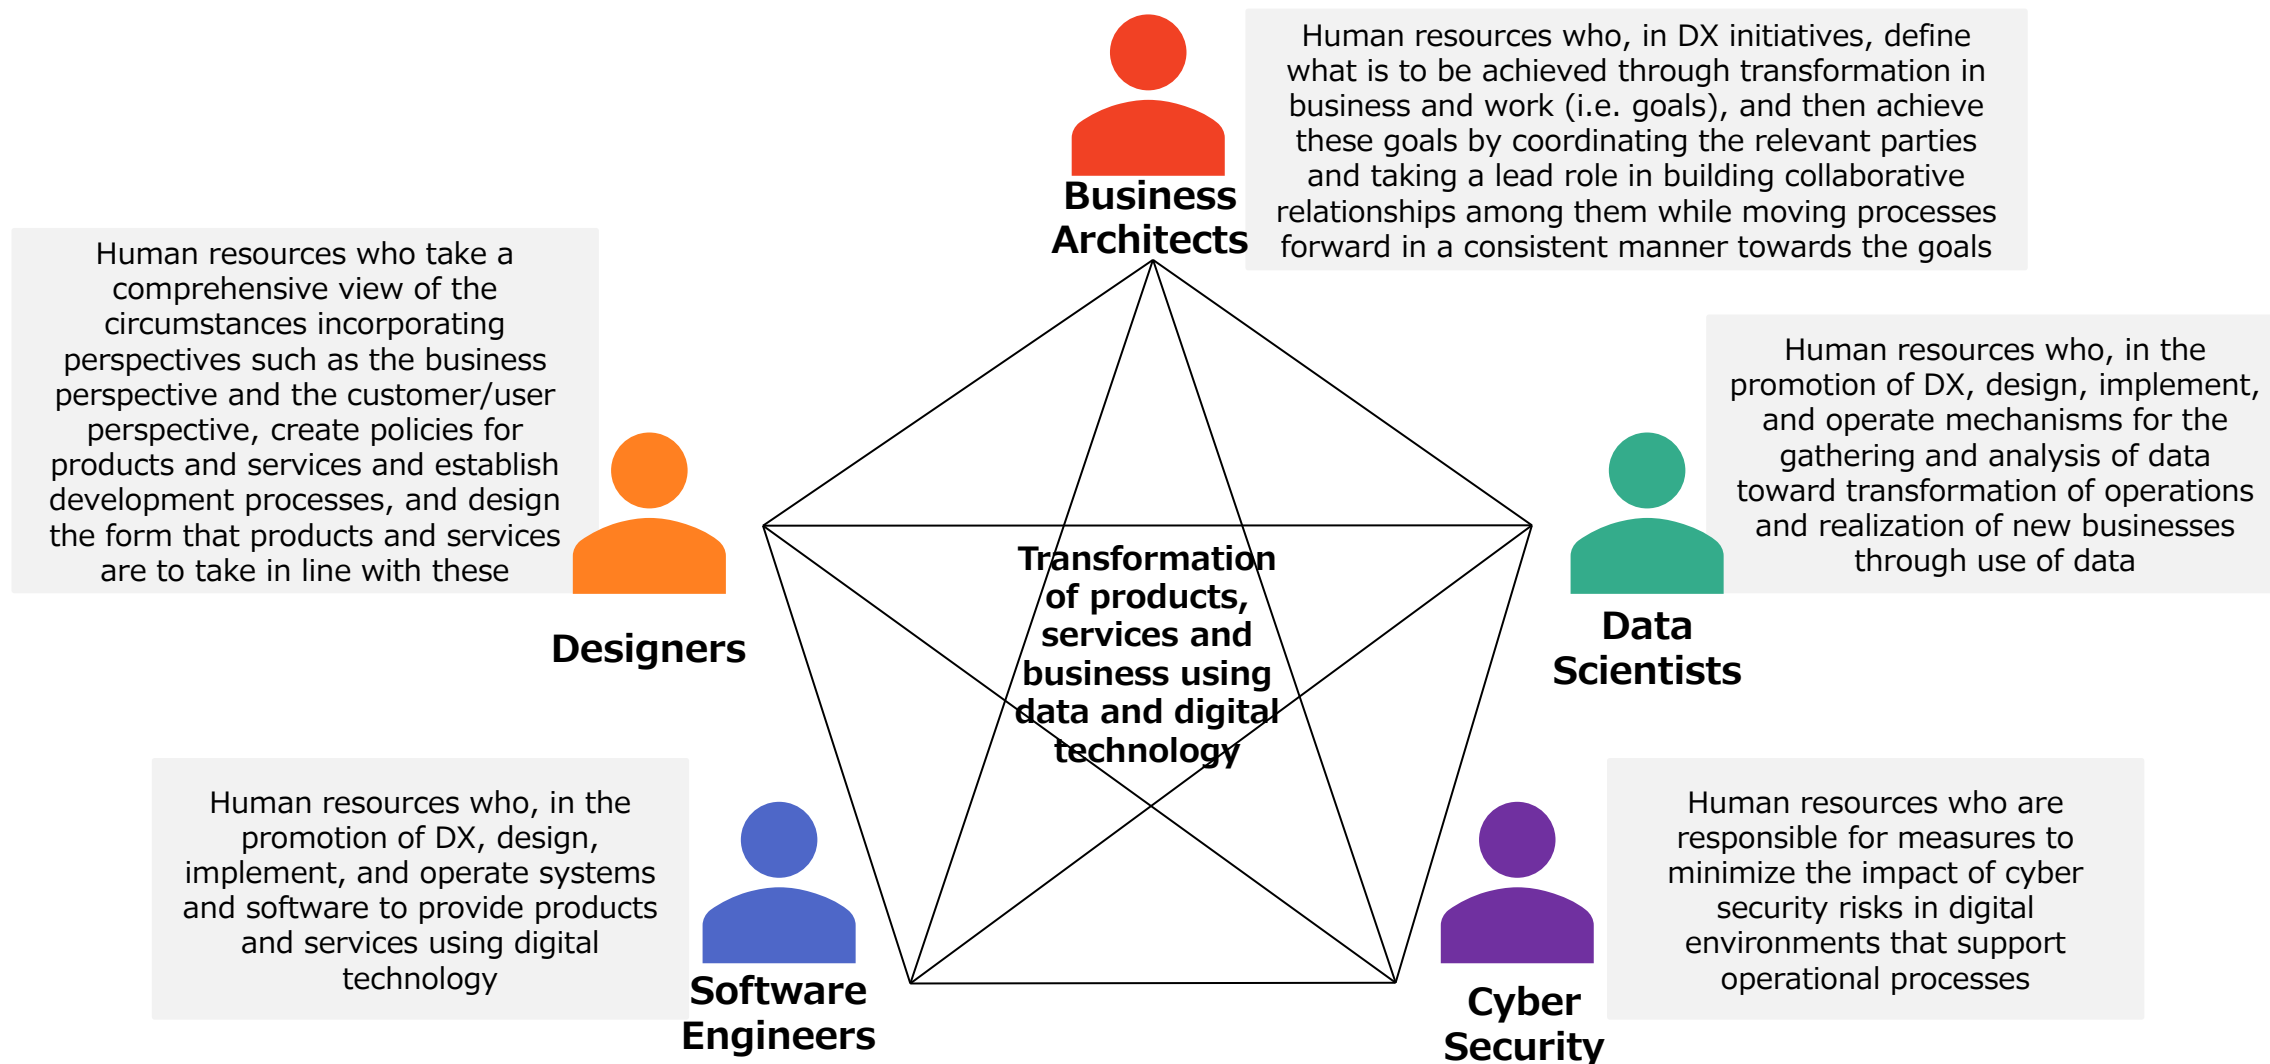 Business
Architects
Human resources who, in DX initiatives, define
what is to be achieved through transformation in
business and work (i.e. goals), and then achieve
these goals by coordinating the relevant parties
and taking a lead role in building collaborative
relationships among them while moving processes
forward in a consistent manner towards the goals
Human resources who take a
comprehensive view of the
circumstances incorporating
perspectives such as the business
perspective and the customer/user
perspective, create policies for
products and services and establish
development processes, and design
the form that products and services
are to take in line with these
Designers
Human resources who, in the
promotion of DX, design, implement,
and operate mechanisms for the
gathering and analysis of data
toward transformation of operations
and realization of new businesses
through use of data
Data
Scientists
Transformation
of products,
services and
business using
data and digital
technology
Human resources who, in the
promotion of DX, design,
implement, and operate systems
and software to provide products
and services using digital
technology
Software
Engineers
Human resources who are
responsible for measures to
minimize the impact of cyber
security risks in digital
environments that support
operational processes
Cyber
Security